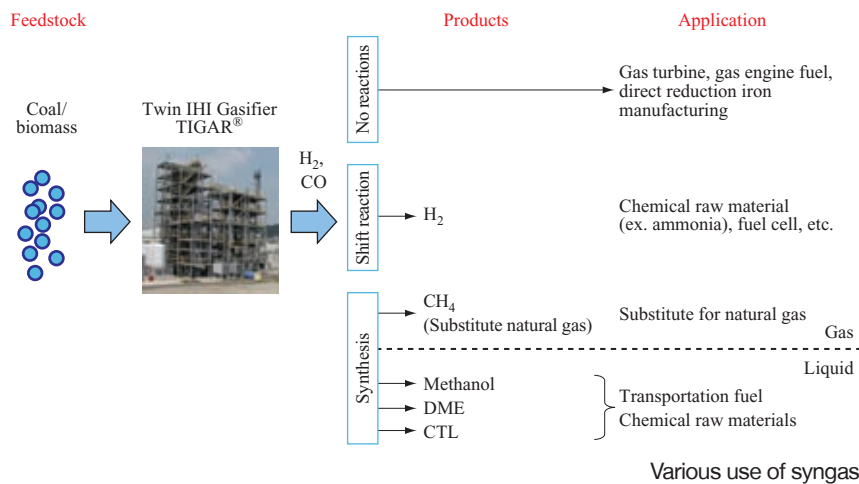 Feedstock
Products
Application
Coal/
biomass
Twin IHI Gasifier
TIGAR®
H₂,
CO
No reactions
Gas turbine, gas engine fuel,
direct reduction iron
manufacturing
Shift reaction
H₂
Chemical raw material
(ex. ammonia), fuel cell, etc.
Synthesis
CH₄
(Substitute natural gas)
Substitute for natural gas
Gas
Liquid
Methanol
DME
CTL
Transportation fuel
Chemical raw materials
Various use of syngas